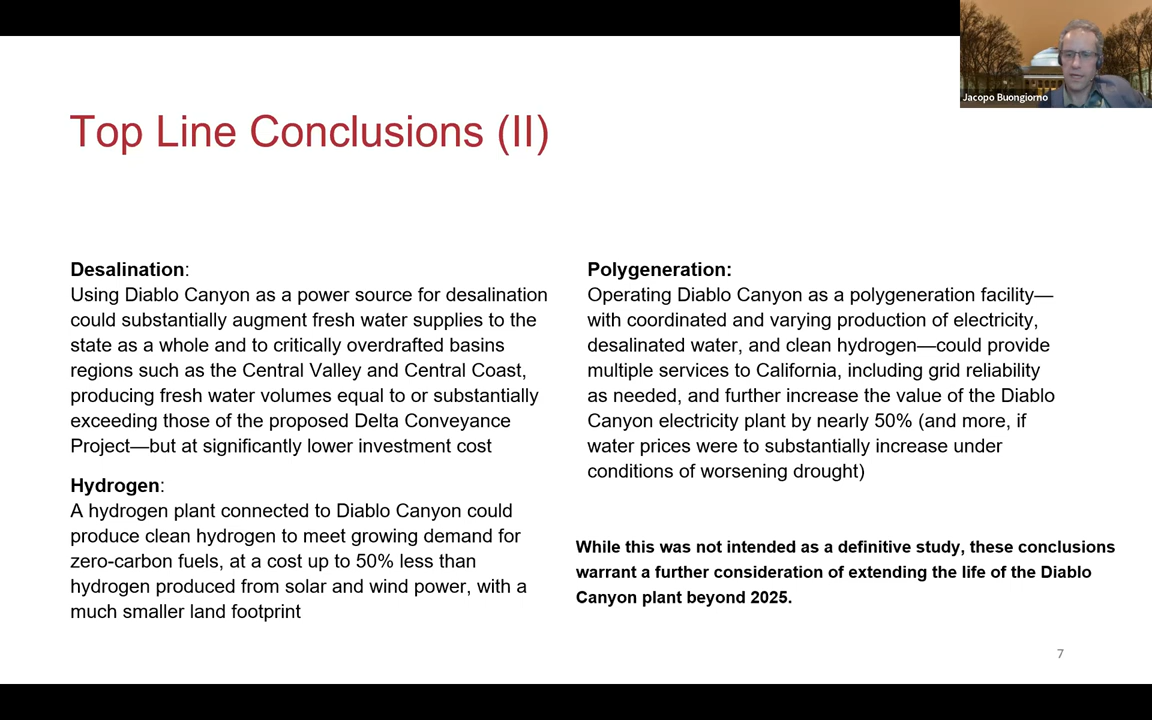 Jacopo Buongiorno
Top Line Conclusions (II)
Desalination:
Using Diablo Canyon as a power source for desalination
could substantially augment fresh water supplies to the
state as a whole and to critically overdrafted basins
regions such as the Central Valley and Central Coast,
producing fresh water volumes equal to or substantially
exceeding those of the proposed Delta Conveyance
Project—but at significantly lower investment cost
Hydrogen:
A hydrogen plant connected to Diablo Canyon could
produce clean hydrogen to meet growing demand for
zero-carbon fuels, at a cost up to 50% less than
hydrogen produced from solar and wind power, with a
much smaller land footprint
Polygeneration:
Operating Diablo Canyon as a polygeneration facility—
with coordinated and varying production of electricity,
desalinated water, and clean hydrogen—could provide
multiple services to California, including grid reliability
as needed, and further increase the value of the Diablo
Canyon electricity plant by nearly 50% (and more, if
water prices were to substantially increase under
conditions of worsening drought)
While this was not intended as a definitive study, these conclusions
warrant a further consideration of extending the life of the Diablo
Canyon plant beyond 2025.
7